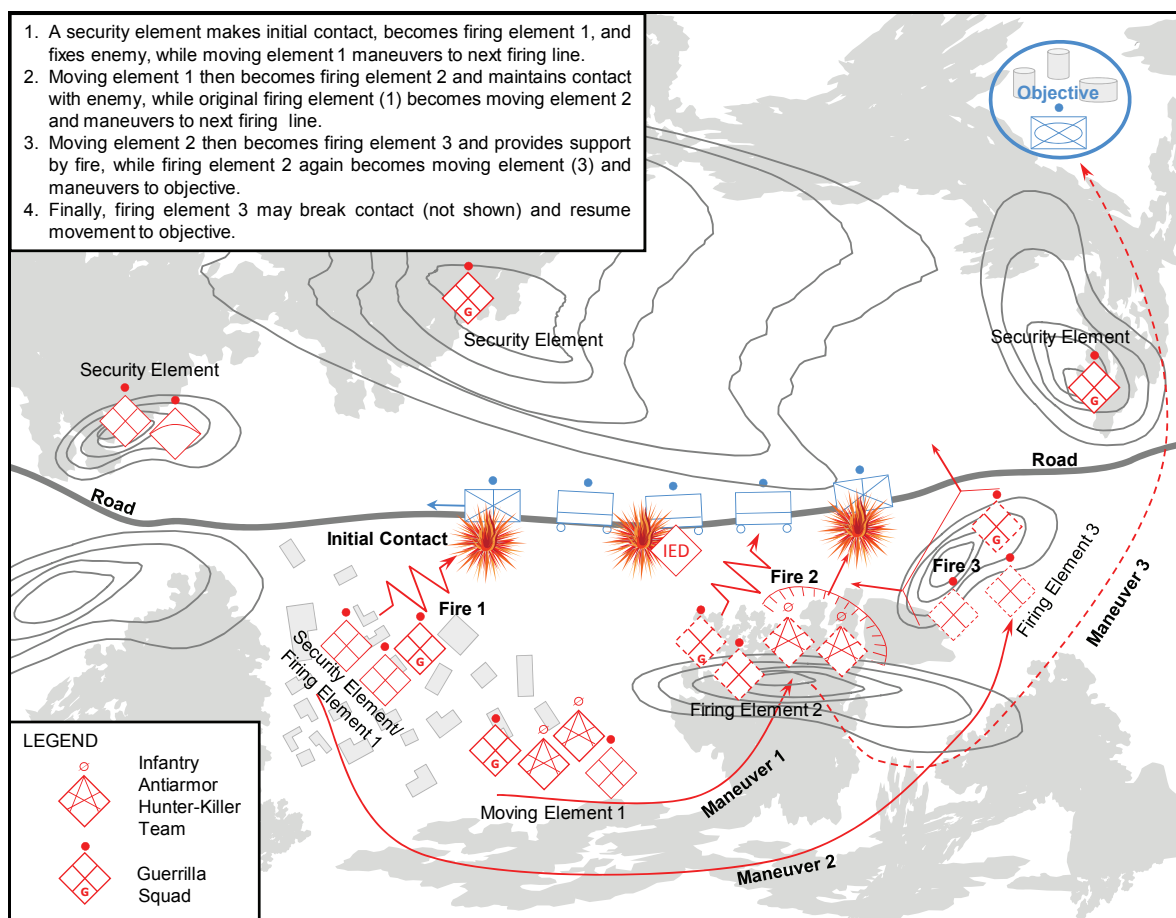 1. A security element makes initial contact, becomes firing element 1, and
fixes enemy, while moving element 1 maneuvers to next firing line.
2. Moving element 1 then becomes firing element 2 and maintains contact
with enemy, while original firing element (1) becomes moving element 2
and maneuvers to next firing line.
3. Moving element 2 then becomes firing element 3 and provides support
by fire, while firing element 2 again becomes moving element (3) and
maneuvers to objective.
4. Finally, firing element 3 may break contact (not shown) and resume
movement to objective.
Objective
G
Security Element
Security Element
G
Security Element
Road
Road
Initial Contact
IED
Fire 1
Fire 2
Fire 3
G
G
G
Security Element/
Firing Element 1
Firing Element 2
Firing Element 3
G
Moving Element 1
Maneuver 1
Maneuver 2
Maneuver 3
LEGEND
Infantry
Antiarmor
Hunter-Killer
Team
G
Guerrilla
Squad